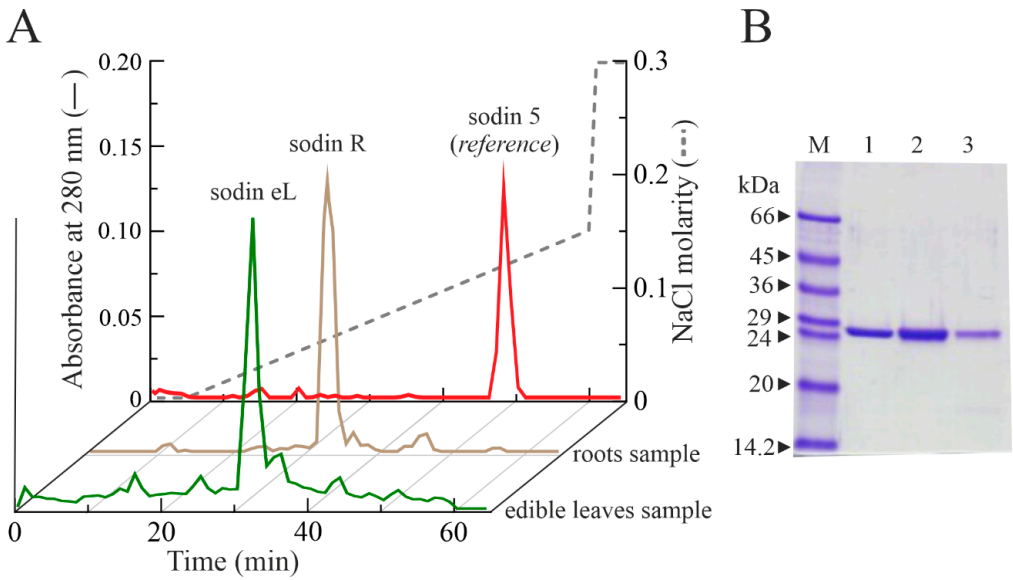 A
Absorbance at 280 nm (—)
0.20
0.15
0.10
0.05
0
sodin eL
sodin R
sodin 5
(reference)
0.3
0.2
0.1
0
NaCl molarity (---)
roots sample
edible leaves sample
0 20 40 60
Time (min)
B
M 1 2 3
kDa
66
45
36
29
24
20
14.2